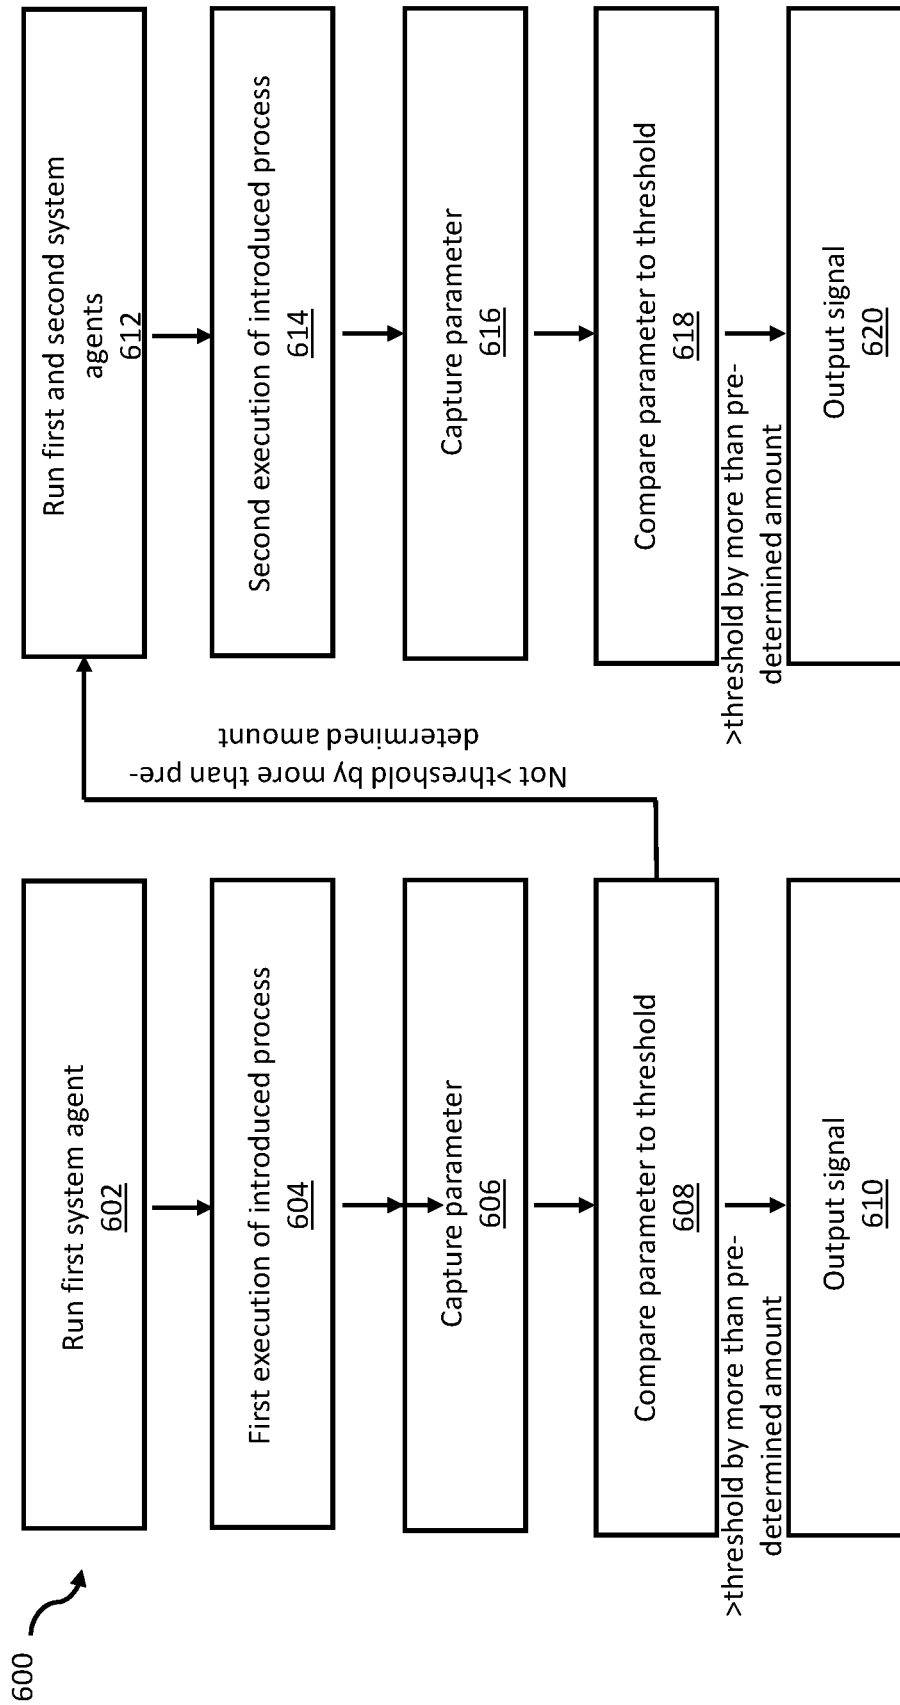 600
Run first system agent
602
First execution of introduced process
604
Capture parameter
606
Compare parameter to threshold
608
>threshold by more than pre-
determined amount
Output signal
610
Not >threshold by more than pre-
determined amount
Run first and second system
agents
612
Second execution of introduced process
614
Capture parameter
616
Compare parameter to threshold
618
>threshold by more than pre-
determined amount
Output signal
620